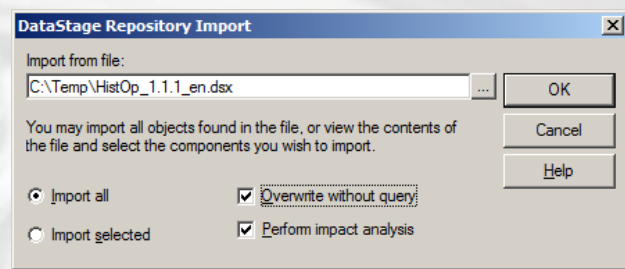 DataStage Repository Import
Import from file:
C:\Temp\HistOp_1.1.1_en.dsx
...
OK
You may import all objects found in the file, or view the contents of
the file and select the components you wish to import.
Cancel
Help
Import all
Overwrite without query
Import selected
Perform impact analysis